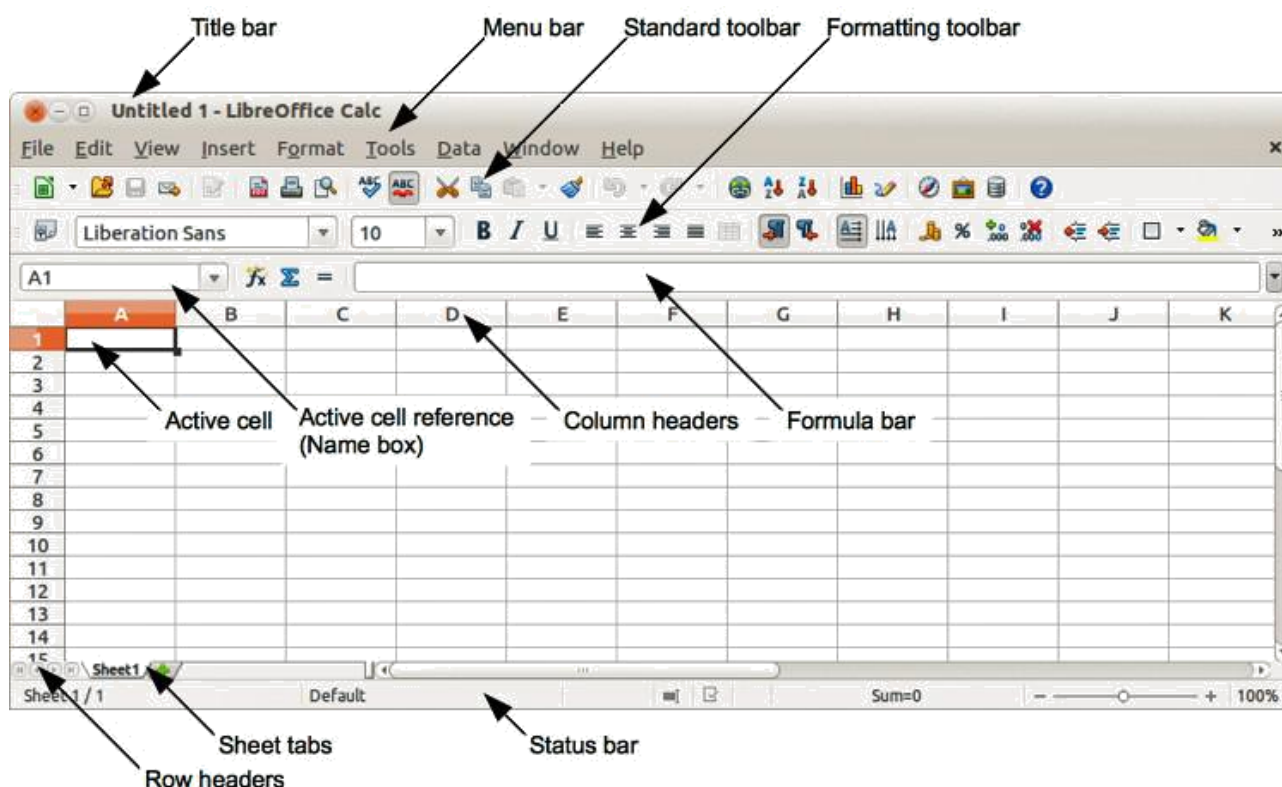 Title bar
Menu bar
Standard toolbar
Formatting toolbar
Untitled 1 - LibreOffice Calc
File Edit View Insert Format Tools Data Window Help
Liberation Sans 10 B I U
A1
A B C D E F G H I J K
1
2
3
4
5
6
7
8
9
10
11
12
13
14
15
Active cell
Active cell reference
(Name box)
Column headers
Formula bar
Sheet1
Sheet 1 / 1 Default Sum=0 100%
Sheet tabs
Status bar
Row headers